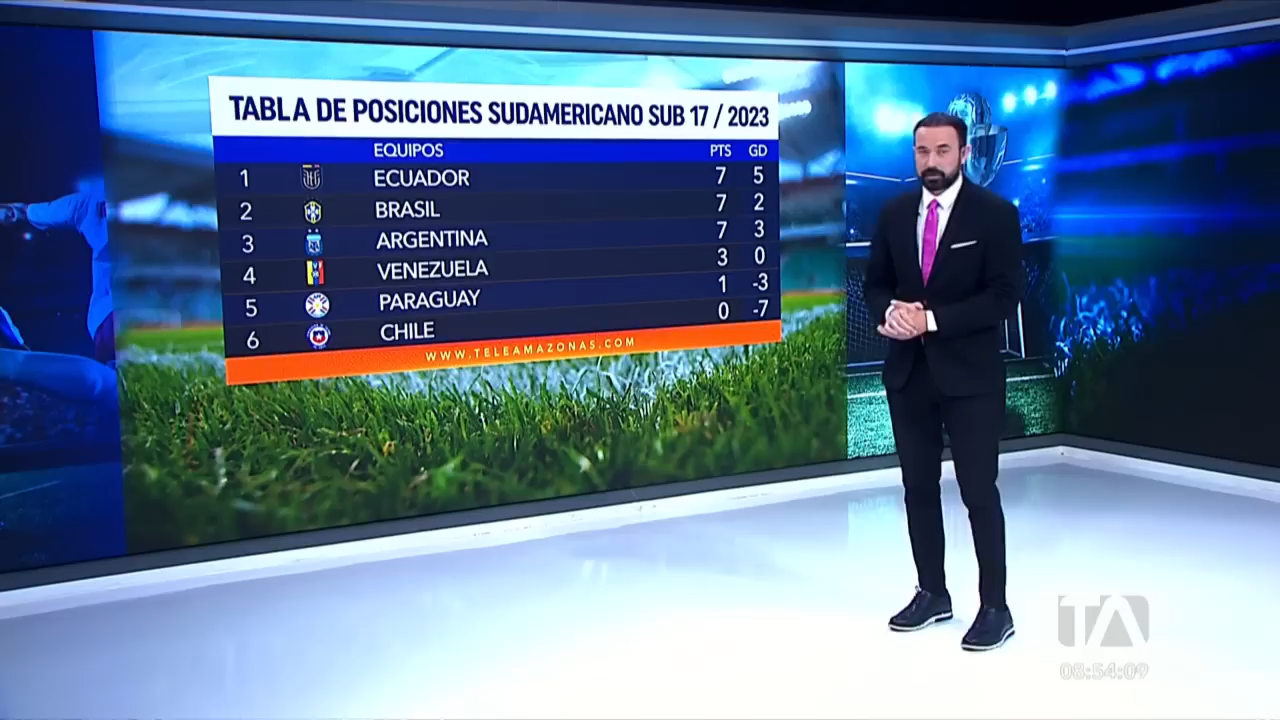 TABLA DE POSICIONES SUDAMERICANO SUB 17 / 2023
EQUIPOS PTS GD
1 ECUADOR 7 5
2 BRASIL 7 2
3 ARGENTINA 7 3
4 VENEZUELA 3 0
5 PARAGUAY 1 -3
6 CHILE 0 -7
WWW.TELEAMAZONAS.COM
TA
08:54:09